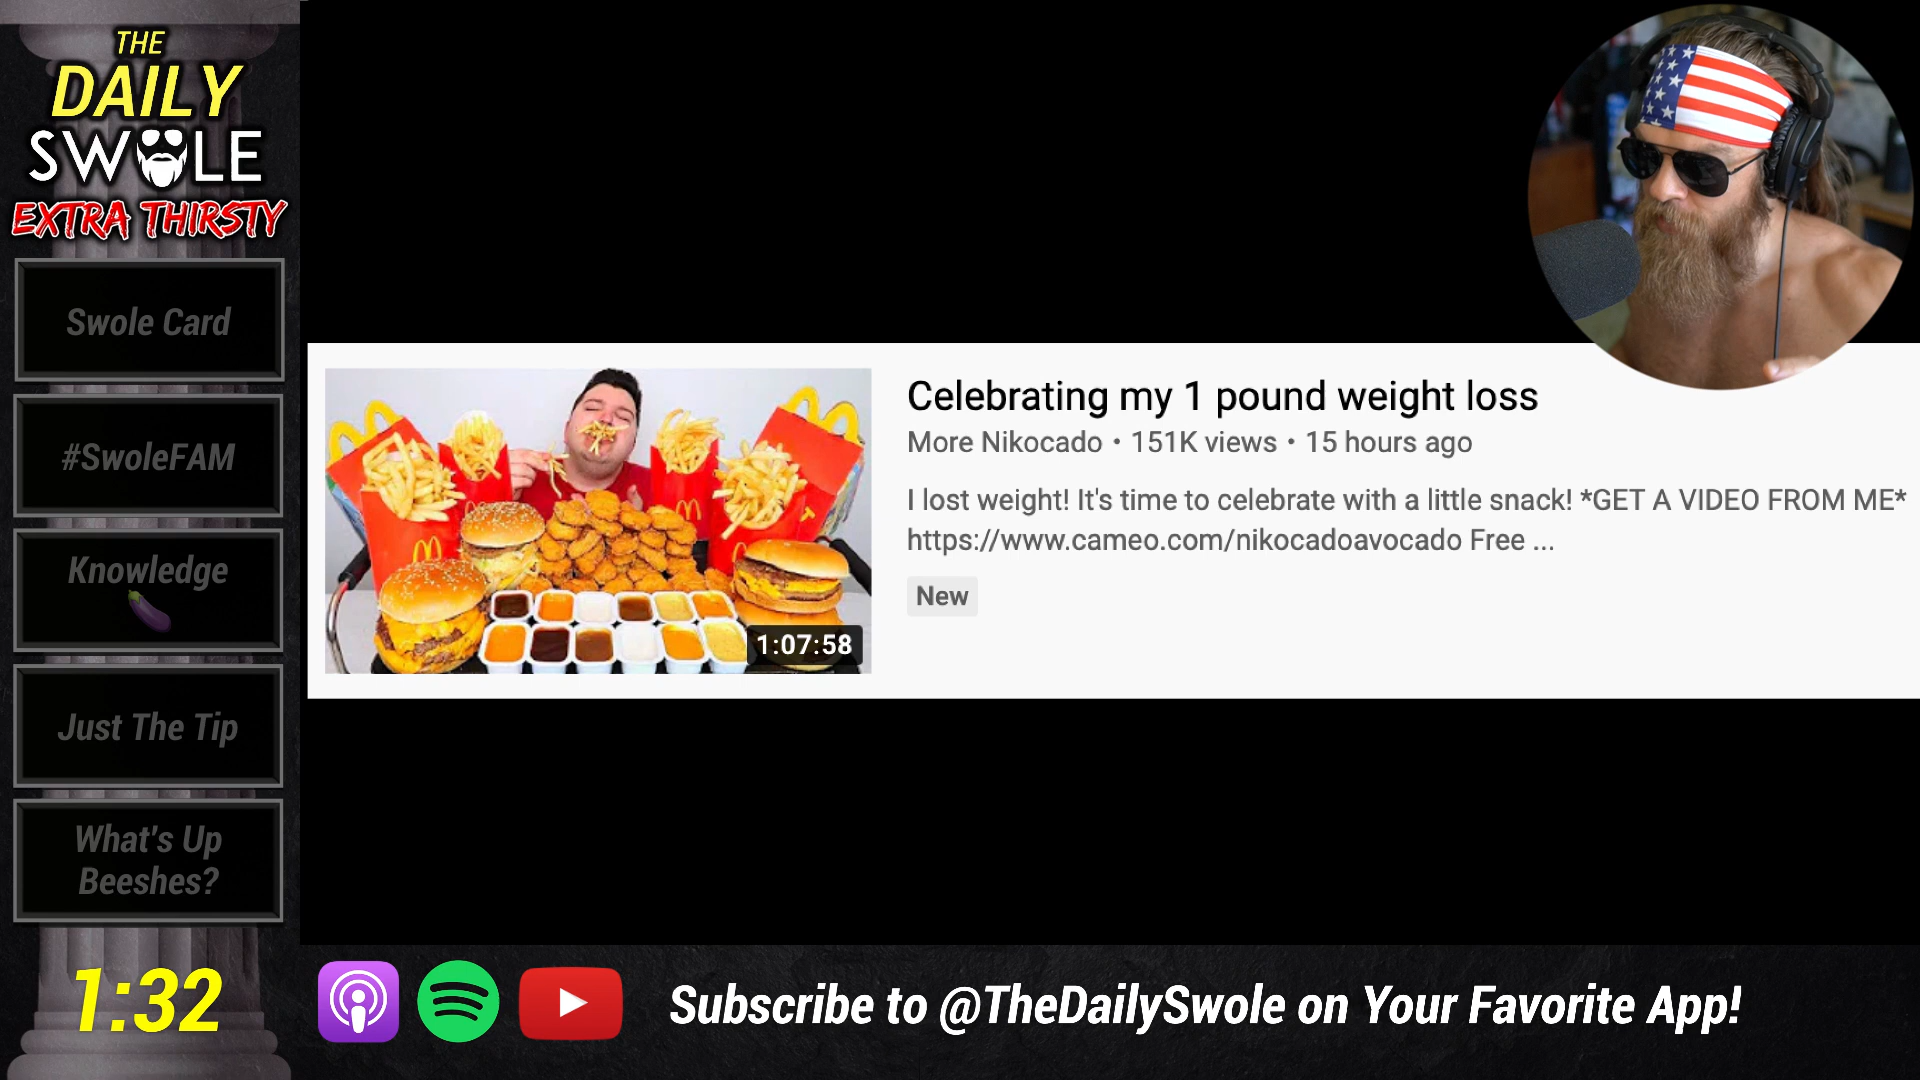 THE
DAILY
SWOLE
EXTRA THIRSTY
Swole Card
#SwoleFAM
Knowledge
Just The Tip
What's Up
Beeshes?
1:32
Celebrating my 1 pound weight loss
More Nikocado • 151K views • 15 hours ago
I lost weight! It's time to celebrate with a little snack! *GET A VIDEO FROM ME*
https://www.cameo.com/nikocadoavocado Free ...
New
1:07:58
Subscribe to @TheDailySwole on Your Favorite App!